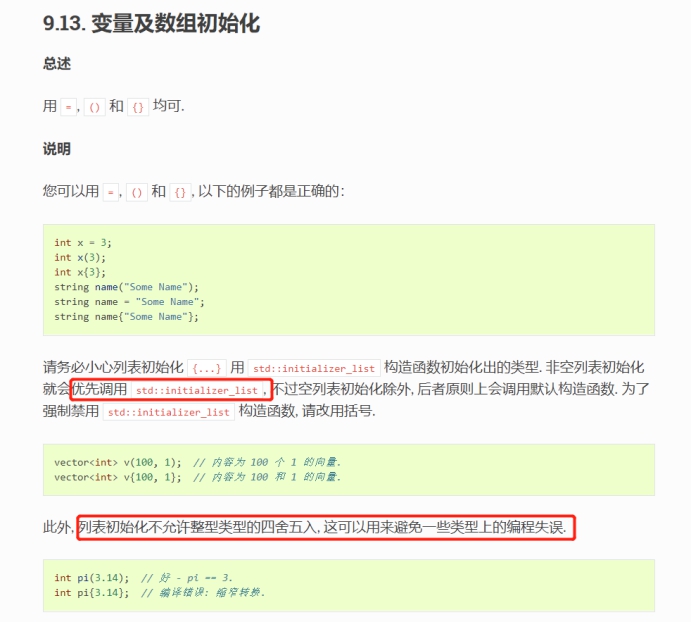 9.13. 变量及数组初始化
总述
用 =, () 和 {} 均可.
说明
您可以用 =, () 和 {}, 以下的例子都是正确的:
int x = 3;
int x(3);
int x{3};
string name("Some Name");
string name = "Some Name";
string name{"Some Name"};
请务必小心列表初始化 {...} 用 std::initializer_list 构造函数初始化出的类型. 非空列表初始化
就会优先调用 std::initializer_list, 不过空列表初始化除外, 后者原则上会调用默认构造函数. 为了
强制禁用 std::initializer_list 构造函数, 请改用括号.
vector<int> v(100, 1);  // 内容为 100 个 1 的向量.
vector<int> v{100, 1};  // 内容为 100 和 1 的向量.
此外, 列表初始化不允许整型类型的四舍五入, 这可以用来避免一些类型上的编程失误.
int pi(3.14);  // 好 - pi == 3.
int pi{3.14};  // 编译错误: 缩窄转换.